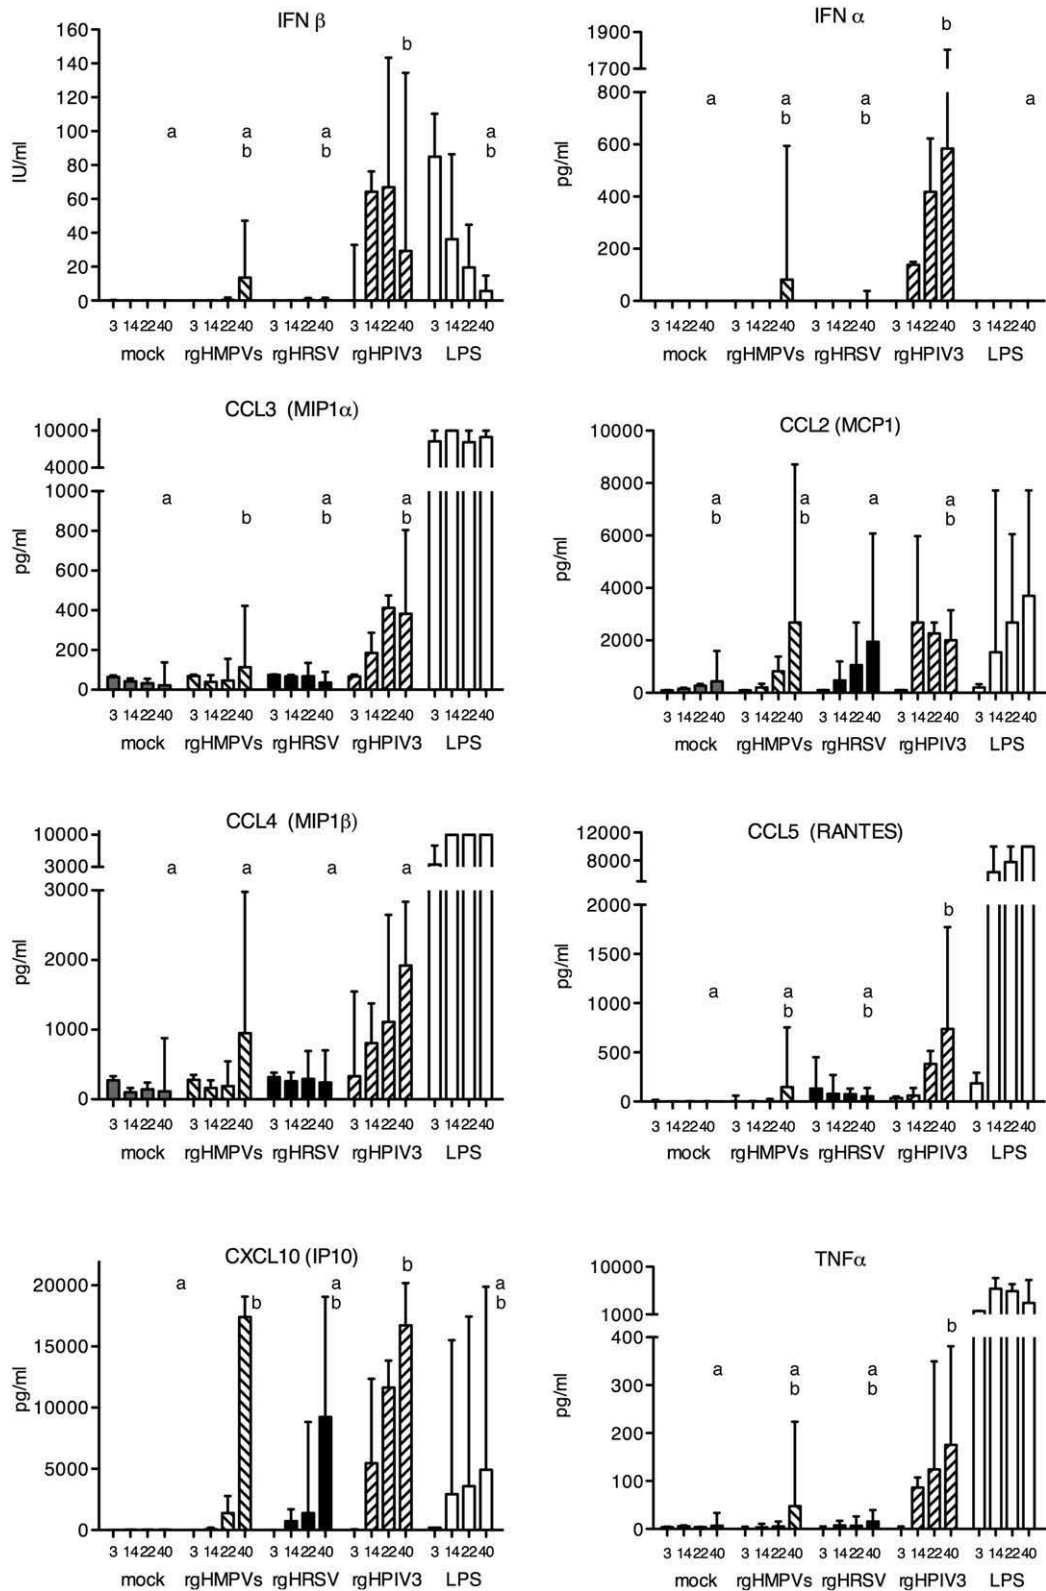 IFN β
160
140
120
100
80
60
40
20
0
IU/ml
a
a
b
a
b
b
a
b
3 142240 3 142240 3 142240 3 142240 3 142240
mock rgHMPVs rgHRSV rgHPIV3 LPS
IFN α
1900
1700
800
600
400
200
0
pg/ml
a
a
b
a
b
b
a
3 142240 3 142240 3 142240 3 142240 3 142240
mock rgHMPVs rgHRSV rgHPIV3 LPS
CCL3 (MIP1α)
10000
4000
1000
800
600
400
200
0
pg/ml
a
b
a
b
a
b
3 142240 3 142240 3 142240 3 142240 3 142240
mock rgHMPVs rgHRSV rgHPIV3 LPS
CCL2 (MCP1)
10000
8000
6000
4000
2000
0
pg/ml
a
b
a
b
a
a
b
3 142240 3 142240 3 142240 3 142240 3 142240
mock rgHMPVs rgHRSV rgHPIV3 LPS
CCL4 (MIP1β)
10000
3000
3000
2000
1000
0
pg/ml
a
a
a
a
3 142240 3 142240 3 142240 3 142240 3 142240
mock rgHMPVs rgHRSV rgHPIV3 LPS
CCL5 (RANTES)
12000
8000
2000
1500
1000
500
0
pg/ml
a
a
b
a
b
b
3 142240 3 142240 3 142240 3 142240 3 142240
mock rgHMPVs rgHRSV rgHPIV3 LPS
CXCL10 (IP10)
20000
15000
10000
5000
0
pg/ml
a
b
a
b
b
a
b
3 142240 3 142240 3 142240 3 142240 3 142240
mock rgHMPVs rgHRSV rgHPIV3 LPS
TNFα
10000
1000
400
300
200
100
0
pg/ml
a
a
b
a
b
b
3 142240 3 142240 3 142240 3 142240 3 142240
mock rgHMPVs rgHRSV rgHPIV3 LPS